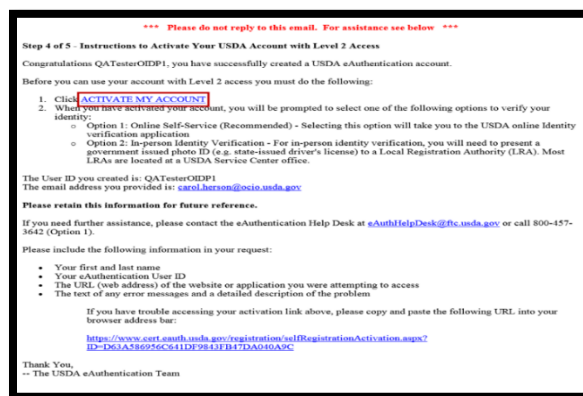 *** Please do not reply to this email. For assistance see below ***
Step 4 of 5 - Instructions to Activate Your USDA Account with Level 2 Access
Congratulations QATesterOIDP1, you have successfully created a USDA eAuthentication account.
Before you can use your account with Level 2 access you must do the following:
1. Click ACTIVATE MY ACCOUNT
2. When you have activated your account, you will be prompted to select one of the following options to verify your
identity:
o Option 1: Online Self-Service (Recommended) - Selecting this option will take you to the USDA online Identity
verification application
o Option 2: In-person Identity Verification - For in-person identity verification, you will need to present a
government issued photo ID (e.g. state-issued driver's license) to a Local Registration Authority (LRA). Most
LRAs are located at a USDA Service Center office.
The User ID you created is: QATesterOIDP1
The email address you provided is: carol.herson@ocio.usda.gov
Please retain this information for future reference.
If you need further assistance, please contact the eAuthentication Help Desk at eAuthHelpDesk@ftc.usda.gov or call 800-457-
3642 (Option 1).
Please include the following information in your request:
• Your first and last name
• Your eAuthentication User ID
• The URL (web address) of the website or application you were attempting to access
• The text of any error messages and a detailed description of the problem
If you have trouble accessing your activation link above, please copy and paste the following URL into your
browser address bar:
https://www.cert.eauth.usda.gov/registration/selfRegistrationActivation.aspx?
ID=D63A586956C641DF9843FB47DA040A9C
Thank You,
-- The USDA eAuthentication Team